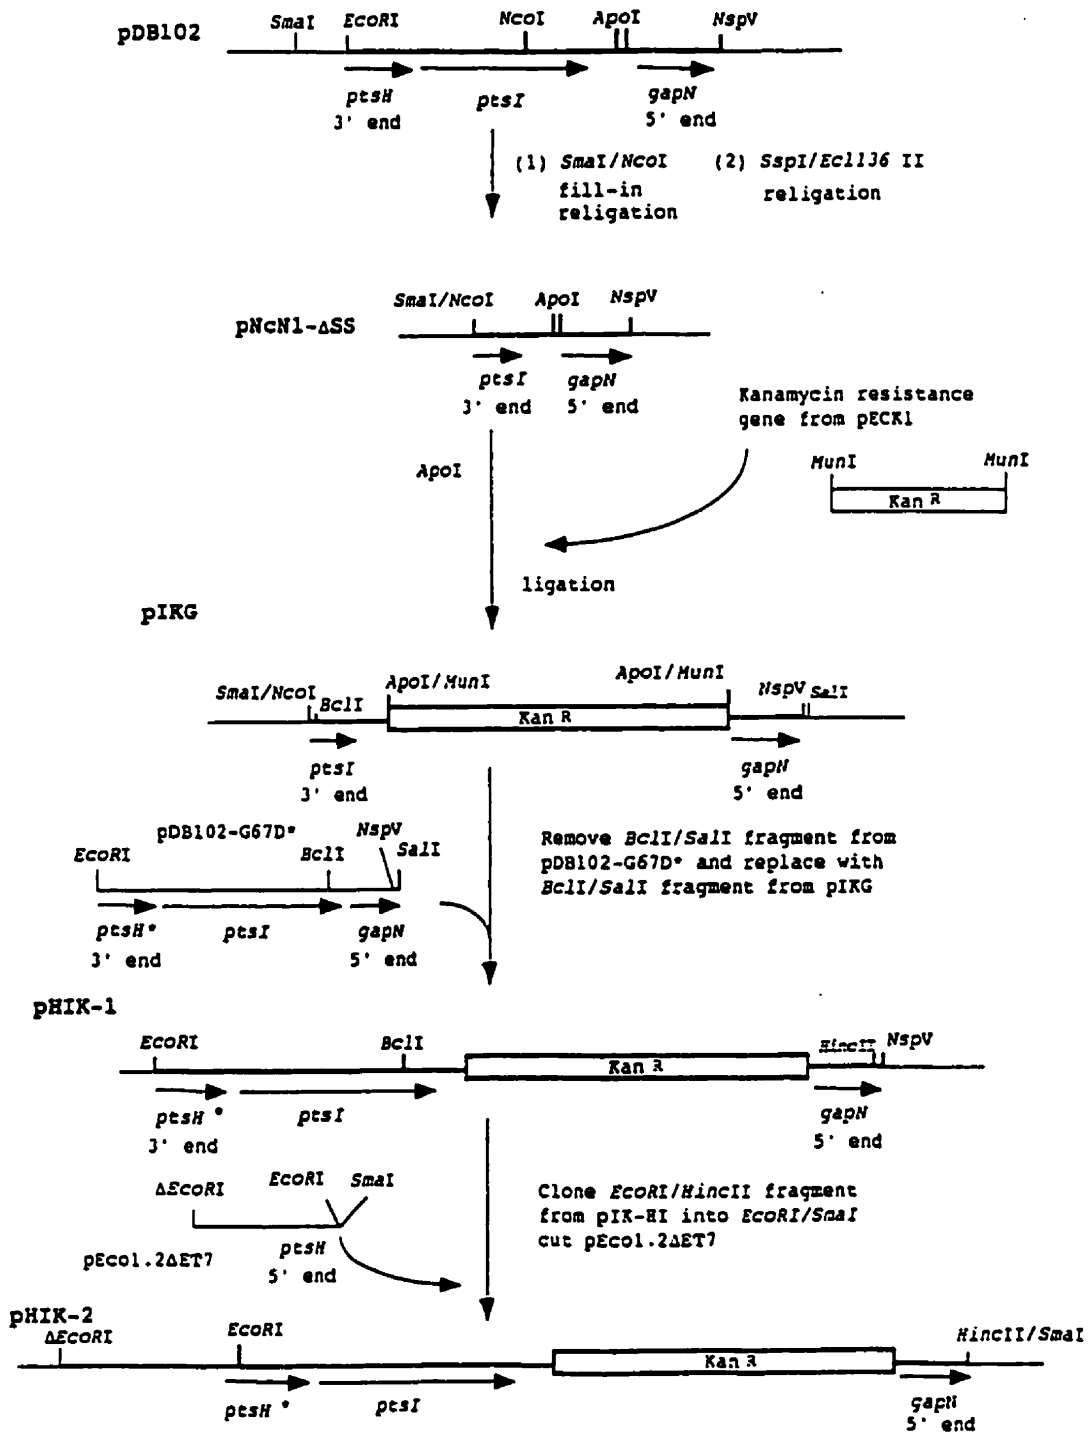 pDB102
SmaI EcoRI NcoI ApoI NspV
ptsH ptsI gapN
3' end 5' end
(1) SmaI/NcoI (2) SspI/Ecl136 II
fill-in religation
religation
pNcN1-ΔSS
SmaI/NcoI ApoI NspV
ptsI gapN
3' end 5' end
Kanamycin resistance
gene from pECK1
MunI MunI
Kan R
ApoI
ligation
pIKG
SmaI/NcoI BclI ApoI/MunI ApoI/MunI NspV SalI
Kan R
ptsI gapN
3' end 5' end
pDB102-G67D*
EcoRI BclI NspV SalI
ptsH* ptsI gapN
3' end 5' end
Remove BclI/SalI fragment from
pDB102-G67D* and replace with
BclI/SalI fragment from pIKG
pHIK-1
EcoRI BclI HincII NspV
Kan R
ptsH * ptsI gapN
3' end 5' end
ΔEcoRI EcoRI SmaI
pEco1.2ΔET7 ptsH
5' end
Clone EcoRI/HincII fragment
from pIK-HI into EcoRI/SmaI
cut pEco1.2ΔET7
pHIK-2
ΔEcoRI EcoRI HincII/SmaI
Kan R
ptsH * ptsI gapN
5' end